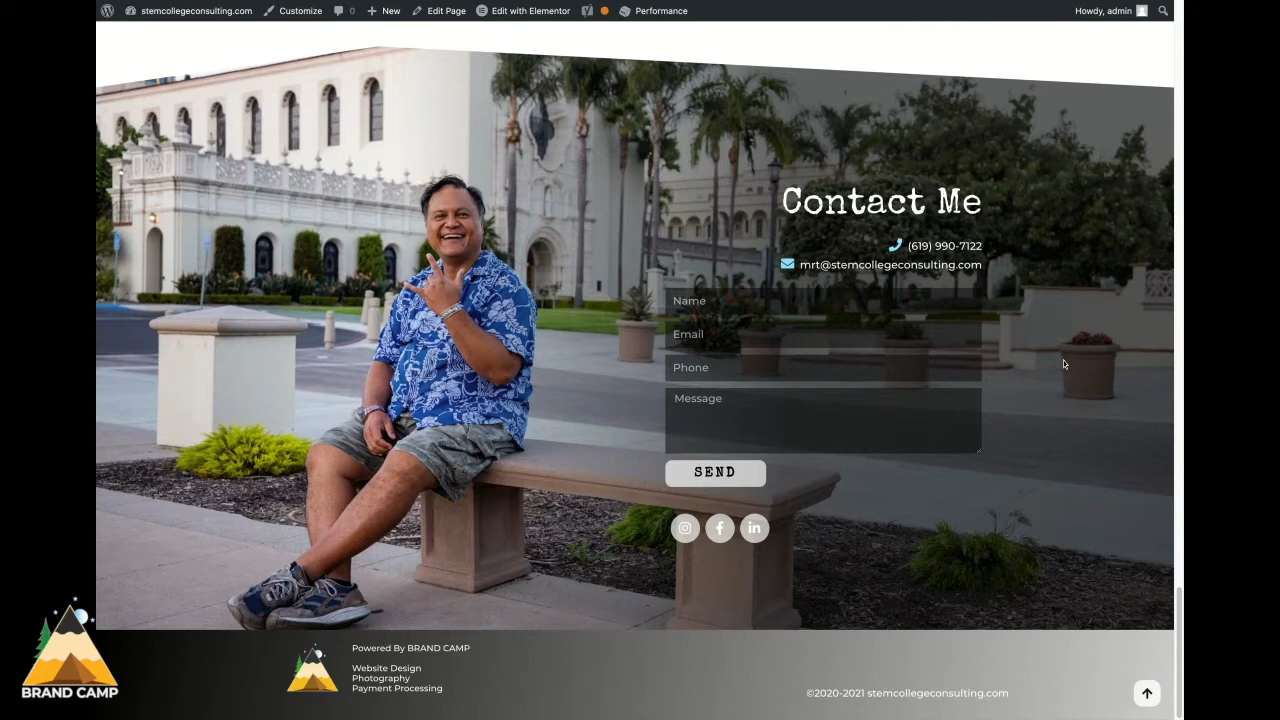 stemcollegeconsulting.com
Customize
0
New
Edit Page
Edit with Elementor
Performance
Howdy, admin
Contact Me
(619) 990-7122
mrt@stemcollegeconsulting.com
Name
Email
Phone
Message
SEND
Powered By BRAND CAMP
Website Design
Photography
Payment Processing
©2020-2021 stemcollegeconsulting.com
BRAND CAMP